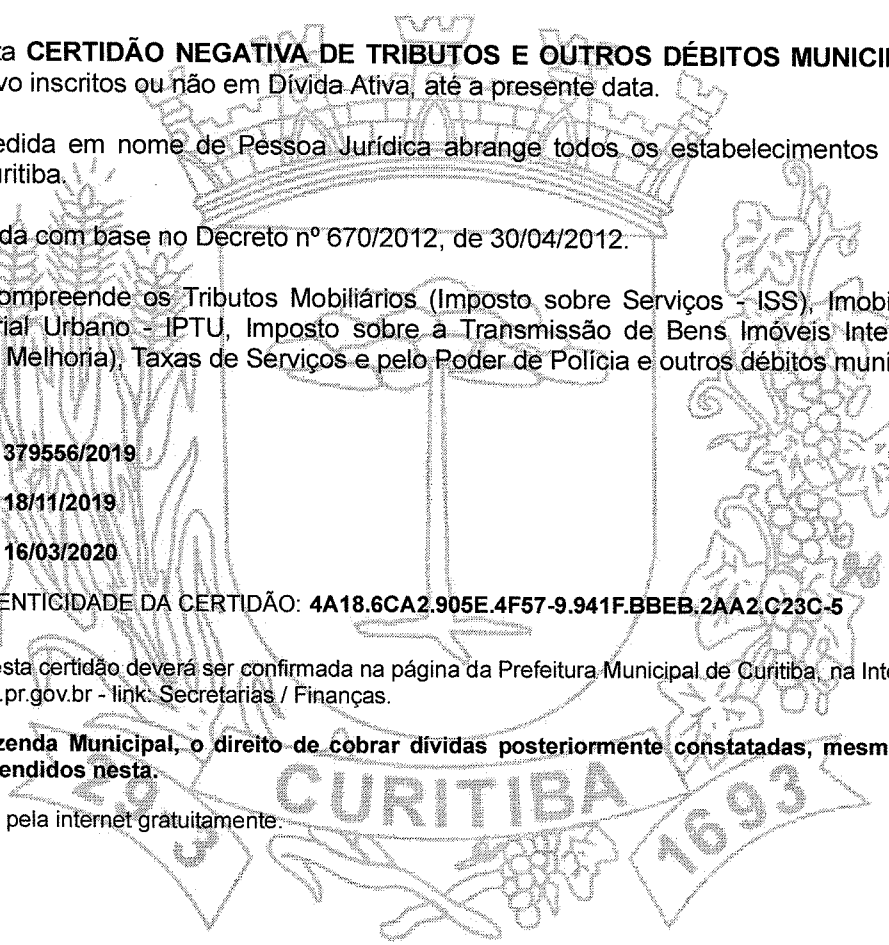 ta CERTIDÃO NEGATIVA DE TRIBUTOS E OUTROS DÉBITOS MUNICI
vo inscritos ou não em Dívida Ativa, até a presente data.
edida em nome de Pessoa Jurídica abrange todos os estabelecimentos
uritiba.
da com base no Decreto nº 670/2012, de 30/04/2012.
ompreende os Tributos Mobiliários (Imposto sobre Serviços - ISS), Imobi
rial Urbano - IPTU, Imposto sobre a Transmissão de Bens Imóveis Inte
Melhoria), Taxas de Serviços e pelo Poder de Polícia e outros débitos muni
379556/2019
18/11/2019
16/03/2020
ENTICIDADE DA CERTIDÃO: 4A18.6CA2.905E.4F57-9.941F.BBEB.2AA2.C23C-5
esta certidão deverá ser confirmada na página da Prefeitura Municipal de Curitiba, na Inte
.pr.gov.br - link: Secretarias / Finanças.
zenda Municipal, o direito de cobrar dívidas posteriormente constatadas, mesm
endidos nesta.
pela internet gratuitamente.
29 3 CURITIBA 1693